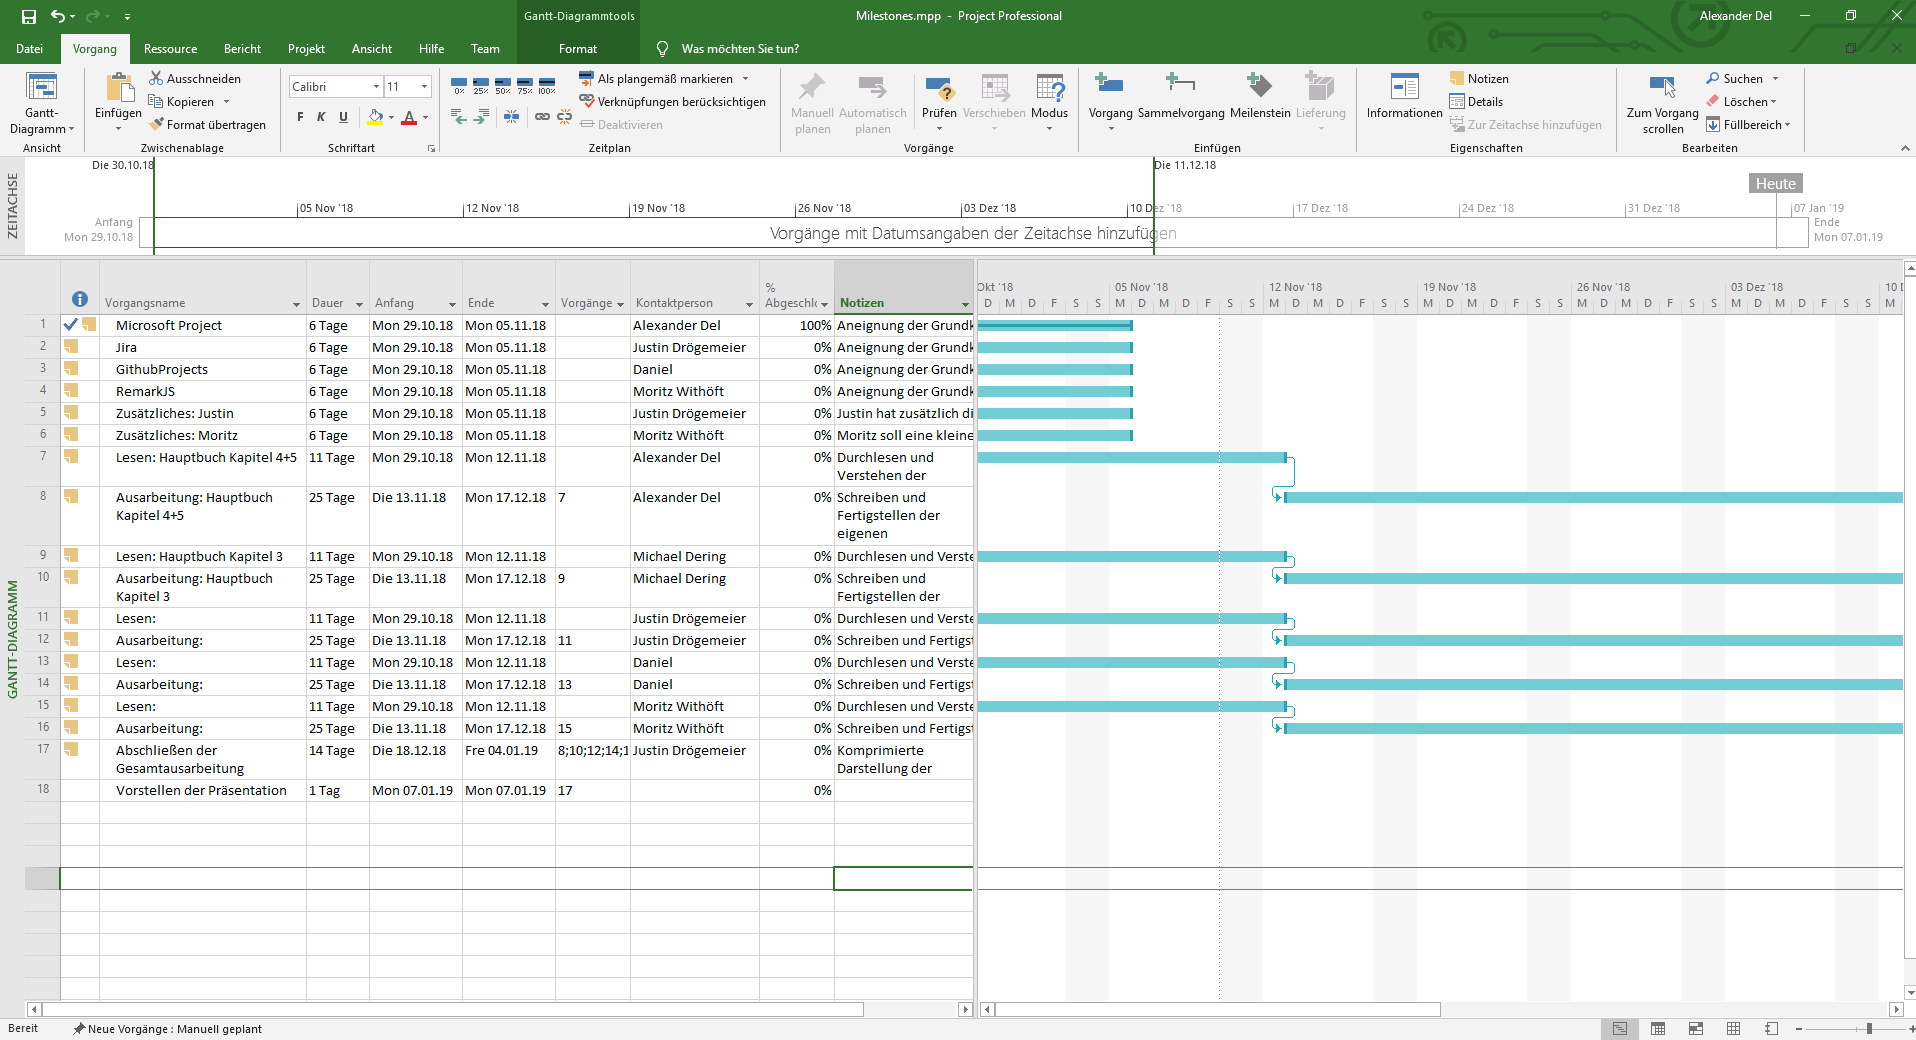 Gantt-Diagrammtools
Milestones.mpp - Project Professional
Alexander Del
Datei Vorgang Ressource Bericht Projekt Ansicht Hilfe Team Format Was möchten Sie tun?
Gantt-
Diagramm
Ansicht
Einfügen
Ausschneiden
Kopieren
Format übertragen
Zwischenablage
Calibri 11
F K U
Schriftart
0% 25% 50% 75% 100%
Als plangemäß markieren
Verknüpfungen berücksichtigen
Deaktivieren
Zeitplan
Manuell
planen
Automatisch
planen
Prüfen
Verschieben
Modus
Vorgänge
Vorgang
Sammelvorgang
Meilenstein
Lieferung
Einfügen
Informationen
Notizen
Details
Zur Zeitachse hinzufügen
Eigenschaften
Zum Vorgang
scrollen
Suchen
Löschen
Füllbereich
Bearbeiten
ZEITACHSE
Die 30.10.18 Die 11.12.18
Heute
05 Nov '18 12 Nov '18 19 Nov '18 26 Nov '18 03 Dez '18 10 Dez '18 17 Dez '18 24 Dez '18 31 Dez '18 07 Jan '19
Anfang
Mon 29.10.18
Vorgänge mit Datumsangaben der Zeitachse hinzufügen
Ende
Mon 07.01.19
GANTT-DIAGRAMM
Vorgangsname Dauer Anfang Ende Vorgänge Kontaktperson % Abgeschlo Notizen
Okt '18 05 Nov '18 12 Nov '18 19 Nov '18 26 Nov '18 03 Dez '18 10 D
D M D F S S M D M D F S S M D M D F S S M D M D F S S M D M D F S S M D M D F S S M
1 Microsoft Project 6 Tage Mon 29.10.18 Mon 05.11.18 Alexander Del 100% Aneignung der Grundk
2 Jira 6 Tage Mon 29.10.18 Mon 05.11.18 Justin Drögemeier 0% Aneignung der Grundk
3 GithubProjects 6 Tage Mon 29.10.18 Mon 05.11.18 Daniel 0% Aneignung der Grundk
4 RemarkJS 6 Tage Mon 29.10.18 Mon 05.11.18 Moritz Withöft 0% Aneignung der Grundk
5 Zusätzliches: Justin 6 Tage Mon 29.10.18 Mon 05.11.18 Justin Drögemeier 0% Justin hat zusätzlich di
6 Zusätzliches: Moritz 6 Tage Mon 29.10.18 Mon 05.11.18 Moritz Withöft 0% Moritz soll eine kleine
7 Lesen: Hauptbuch Kapitel 4+5 11 Tage Mon 29.10.18 Mon 12.11.18 Alexander Del 0% Durchlesen und
Verstehen der
8 Ausarbeitung: Hauptbuch 25 Tage Die 13.11.18 Mon 17.12.18 7 Alexander Del 0% Schreiben und
Kapitel 4+5 Fertigstellen der
eigenen
9 Lesen: Hauptbuch Kapitel 3 11 Tage Mon 29.10.18 Mon 12.11.18 Michael Dering 0% Durchlesen und Verste
10 Ausarbeitung: Hauptbuch 25 Tage Die 13.11.18 Mon 17.12.18 9 Michael Dering 0% Schreiben und
Kapitel 3 Fertigstellen der
11 Lesen: 11 Tage Mon 29.10.18 Mon 12.11.18 Justin Drögemeier 0% Durchlesen und Verste
12 Ausarbeitung: 25 Tage Die 13.11.18 Mon 17.12.18 11 Justin Drögemeier 0% Schreiben und Fertigst
13 Lesen: 11 Tage Mon 29.10.18 Mon 12.11.18 Daniel 0% Durchlesen und Verste
14 Ausarbeitung: 25 Tage Die 13.11.18 Mon 17.12.18 13 Daniel 0% Schreiben und Fertigst
15 Lesen: 11 Tage Mon 29.10.18 Mon 12.11.18 Moritz Withöft 0% Durchlesen und Verste
16 Ausarbeitung: 25 Tage Die 13.11.18 Mon 17.12.18 15 Moritz Withöft 0% Schreiben und Fertigst
17 Abschließen der 14 Tage Die 18.12.18 Fre 04.01.19 8;10;12;14;1 Justin Drögemeier 0% Komprimierte
Gesamtausarbeitung Darstellung der
18 Vorstellen der Präsentation 1 Tag Mon 07.01.19 Mon 07.01.19 17 0%
Bereit Neue Vorgänge : Manuell geplant